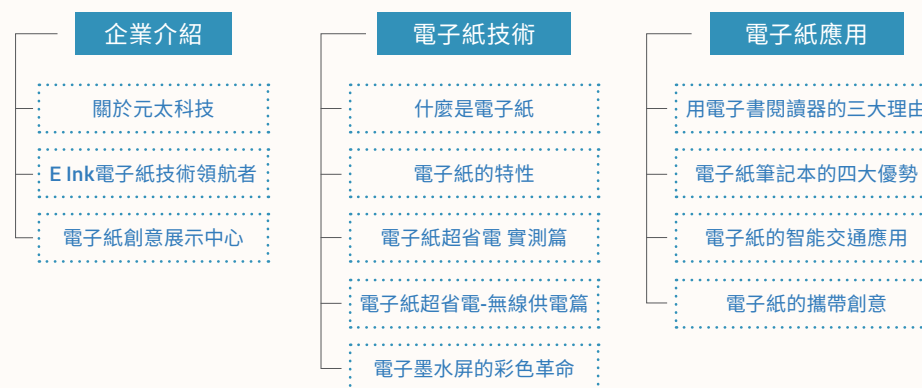 企業介紹
關於元太科技
E Ink電子紙技術領航者
電子紙創意展示中心
電子紙技術
什麼是電子紙
電子紙的特性
電子紙超省電 實測篇
電子紙超省電-無線供電篇
電子墨水屏的彩色革命
電子紙應用
用電子書閱讀器的三大理由
電子紙筆記本的四大優勢
電子紙的智能交通應用
電子紙的攜帶創意